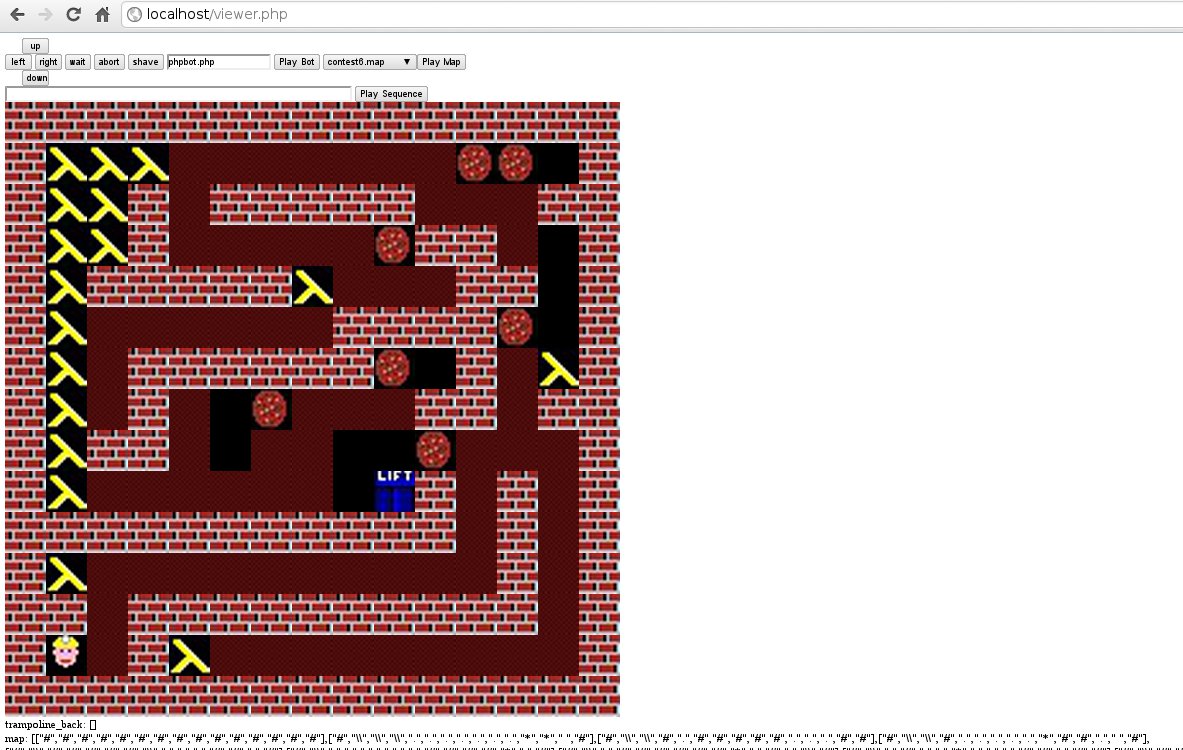 localhost/viewer.php
up
left right wait abort shave phpbot.php Play Bot contest6.map Play Map
down
Play Sequence
LIFT
trampoline_back: []
map: [["#","#","#","#","#","#","#","#","#","#","#","#","#","#","#"],["#","\\","\\","\\",".",".",".",".",".",".",".","*","*"," ","#"],["#","\\","\\","#",".","#","#","#","#","#",".",".",".","#","#"],["#","\\","\\","#",".",".",".",".",".","*","#","#","."," ","#"],